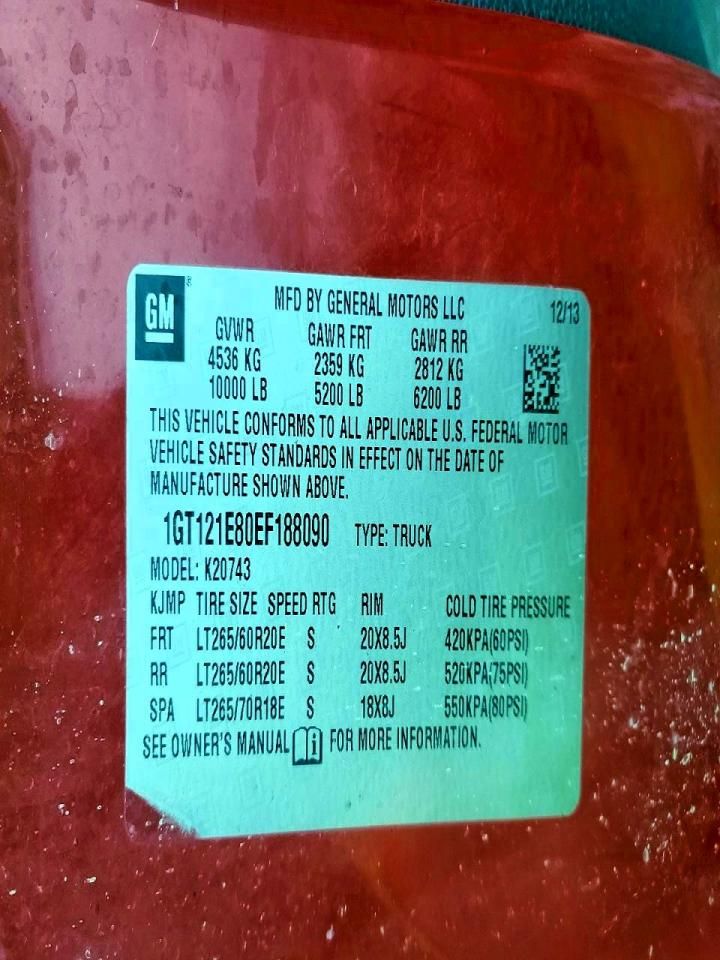 GM ®
MFD BY GENERAL MOTORS LLC 12/13
GVWR GAWR FRT GAWR RR
4536 KG 2359 KG 2812 KG
10000 LB 5200 LB 6200 LB
THIS VEHICLE CONFORMS TO ALL APPLICABLE U.S. FEDERAL MOTOR
VEHICLE SAFETY STANDARDS IN EFFECT ON THE DATE OF
MANUFACTURE SHOWN ABOVE.
1GT121E80EF188090 TYPE: TRUCK
MODEL: K20743
KJMP TIRE SIZE SPEED RTG RIM COLD TIRE PRESSURE
FRT LT265/60R20E S 20X8.5J 420KPA(60PSI)
RR LT265/60R20E S 20X8.5J 520KPA(75PSI)
SPA LT265/70R18E S 18X8J 550KPA(80PSI)
SEE OWNER'S MANUAL i FOR MORE INFORMATION.